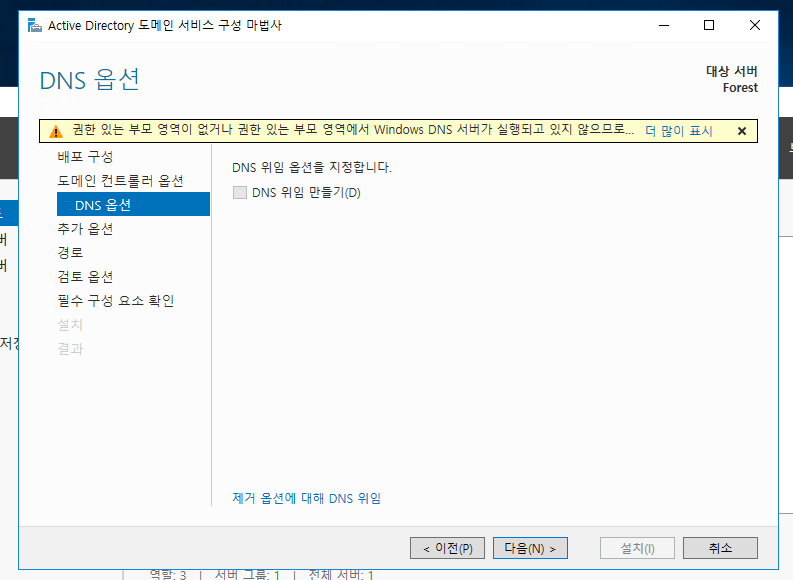 Active Directory 도메인 서비스 구성 마법사
DNS 옵션
대상 서버
Forest
권한 있는 부모 영역이 없거나 권한 있는 부모 영역에서 Windows DNS 서버가 실행되고 있지 않으므로... 더 많이 표시
배포 구성
도메인 컨트롤러 옵션
DNS 옵션
추가 옵션
경로
검토 옵션
필수 구성 요소 확인
설치
결과
DNS 위임 옵션을 지정합니다.
DNS 위임 만들기(D)
제거 옵션에 대해 DNS 위임
< 이전(P)
다음(N) >
설치(I)
취소
역할: 3 | 서버 그룹: 1 | 전체 서버: 1